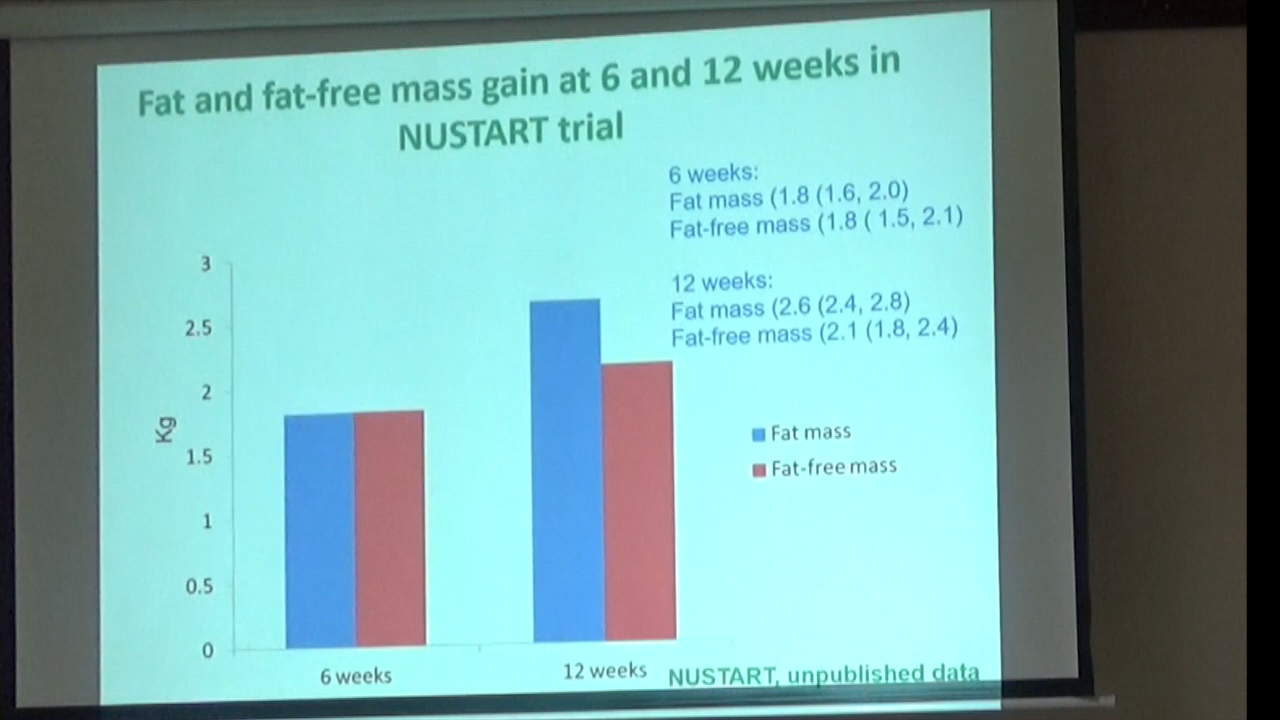 Fat and fat-free mass gain at 6 and 12 weeks in
NUSTART trial
6 weeks:
Fat mass (1.8 (1.6, 2.0)
Fat-free mass (1.8 ( 1.5, 2.1)
12 weeks:
Fat mass (2.6 (2.4, 2.8)
Fat-free mass (2.1 (1.8, 2.4)
3
2.5
2
1.5
1
0.5
0
Kg
Fat mass
Fat-free mass
6 weeks
12 weeks
NUSTART, unpublished data